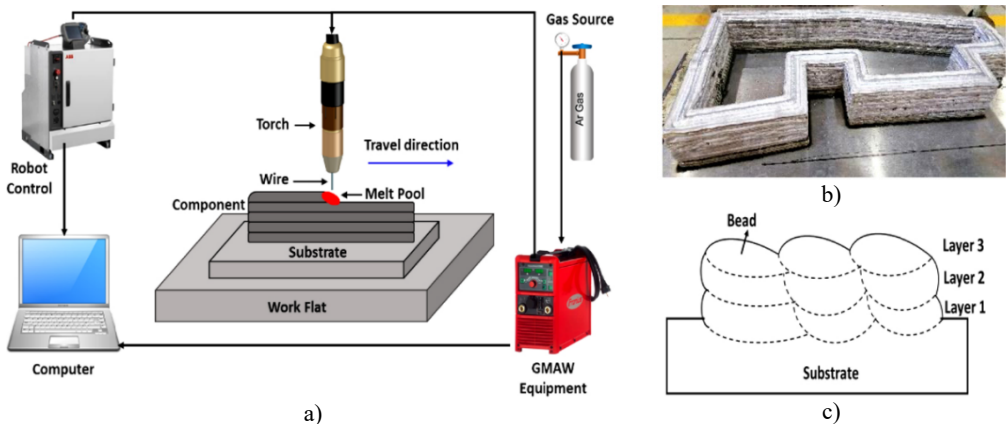 Gas Source
Ar Gas
Torch
Travel direction
Robot
Control
Wire
Melt Pool
Component
Substrate
Work Flat
Computer
GMAW
Equipment
a)
b)
Bead
Layer 3
Layer 2
Layer 1
Substrate
c)